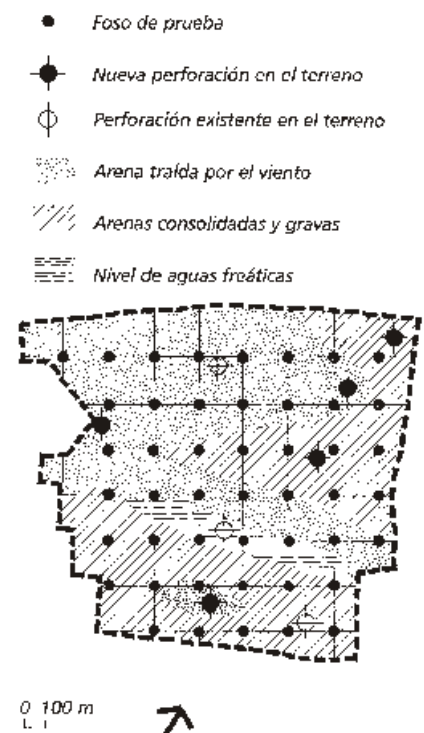 Foso de prueba
Nueva perforación en el terreno
Perforación existente en el terreno
Arena traída por el viento
Arenas consolidadas y gravas
Nivel de aguas freáticas
0 100 m